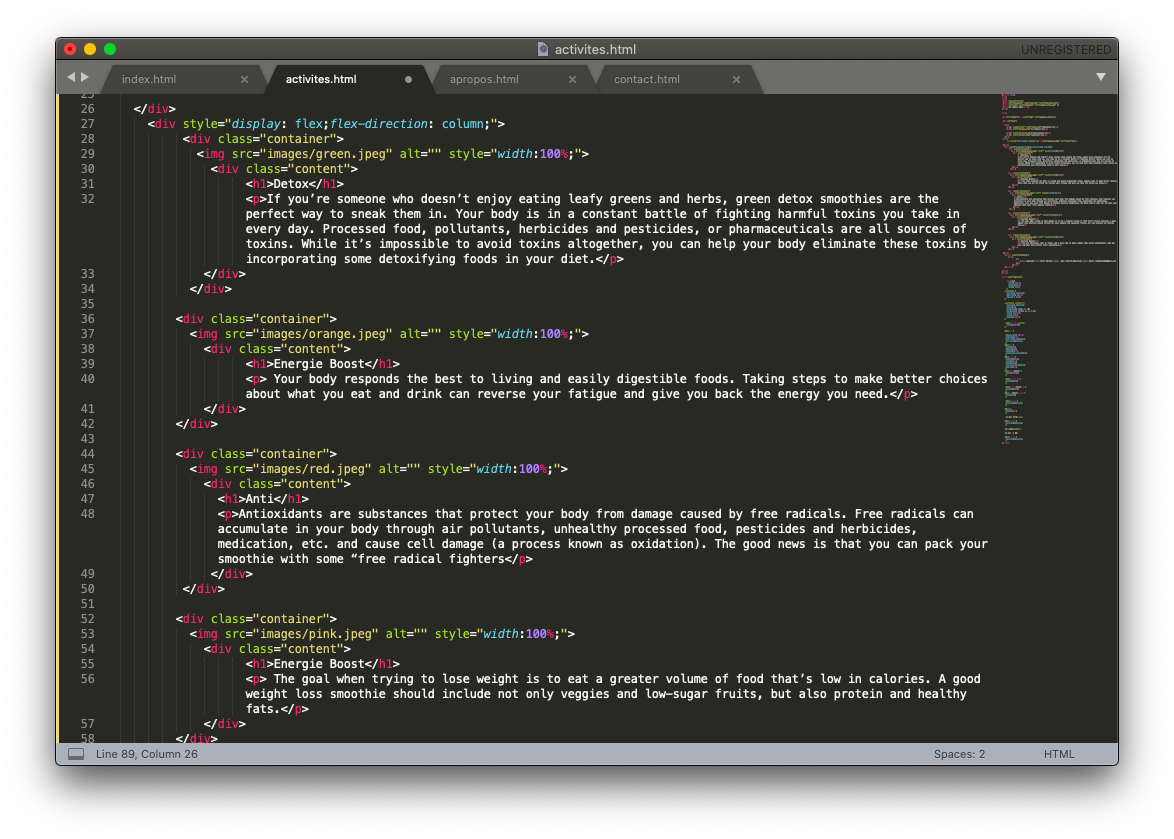 activites.html
UNREGISTERED
index.html
activites.html
apropos.html
contact.html
25
26 </div>
27 <div style="display: flex;flex-direction: column;">
28 <div class="container">
29 <img src="images/green.jpeg" alt="" style="width:100%;">
30 <div class="content">
31 <h1>Detox</h1>
32 <p>If you’re someone who doesn’t enjoy eating leafy greens and herbs, green detox smoothies are the
perfect way to sneak them in. Your body is in a constant battle of fighting harmful toxins you take in
every day. Processed food, pollutants, herbicides and pesticides, or pharmaceuticals are all sources of
toxins. While it’s impossible to avoid toxins altogether, you can help your body eliminate these toxins by
incorporating some detoxifying foods in your diet.</p>
33 </div>
34 </div>
35
36 <div class="container">
37 <img src="images/orange.jpeg" alt="" style="width:100%;">
38 <div class="content">
39 <h1>Energie Boost</h1>
40 <p> Your body responds the best to living and easily digestible foods. Taking steps to make better choices
about what you eat and drink can reverse your fatigue and give you back the energy you need.</p>
41 </div>
42 </div>
43
44 <div class="container">
45 <img src="images/red.jpeg" alt="" style="width:100%;">
46 <div class="content">
47 <h1>Anti</h1>
48 <p>Antioxidants are substances that protect your body from damage caused by free radicals. Free radicals can
accumulate in your body through air pollutants, unhealthy processed food, pesticides and herbicides,
medication, etc. and cause cell damage (a process known as oxidation). The good news is that you can pack your
smoothie with some “free radical fighters</p>
49 </div>
50 </div>
51
52 <div class="container">
53 <img src="images/pink.jpeg" alt="" style="width:100%;">
54 <div class="content">
55 <h1>Energie Boost</h1>
56 <p> The goal when trying to lose weight is to eat a greater volume of food that’s low in calories. A good
weight loss smoothie should include not only veggies and low-sugar fruits, but also protein and healthy
fats.</p>
57 </div>
58 </div>
Line 89, Column 26
Spaces: 2
HTML